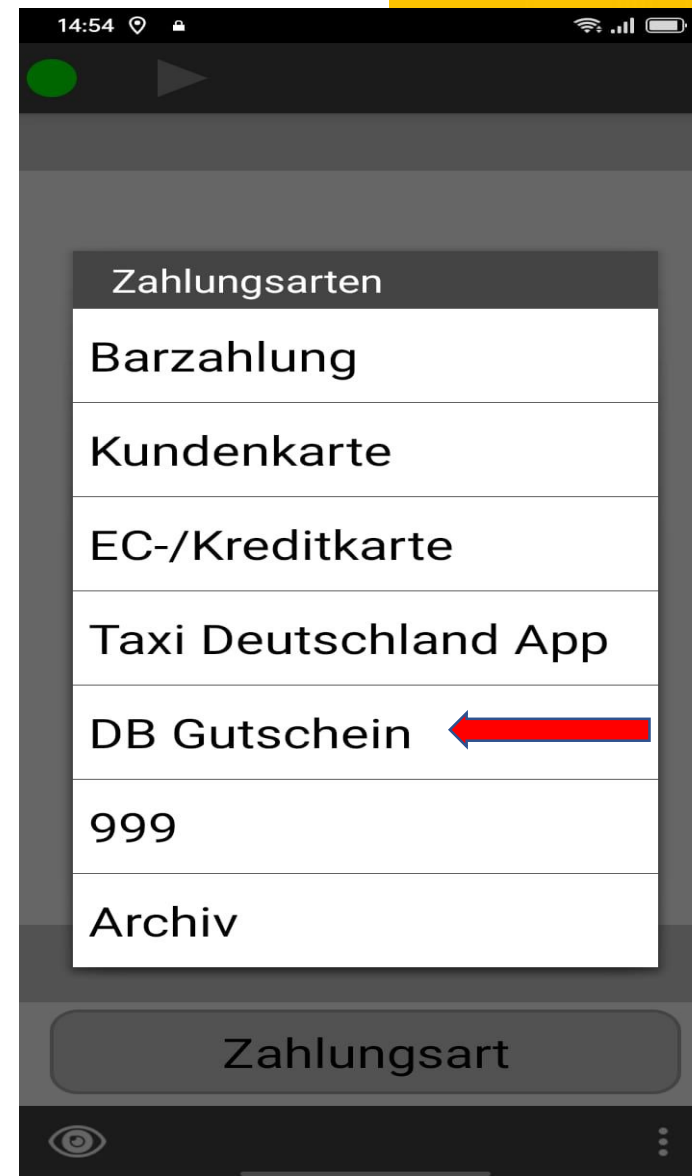 14:54
Zahlungsarten
Barzahlung
Kundenkarte
EC-/Kreditkarte
Taxi Deutschland App
DB Gutschein
999
Archiv
Zahlungsart